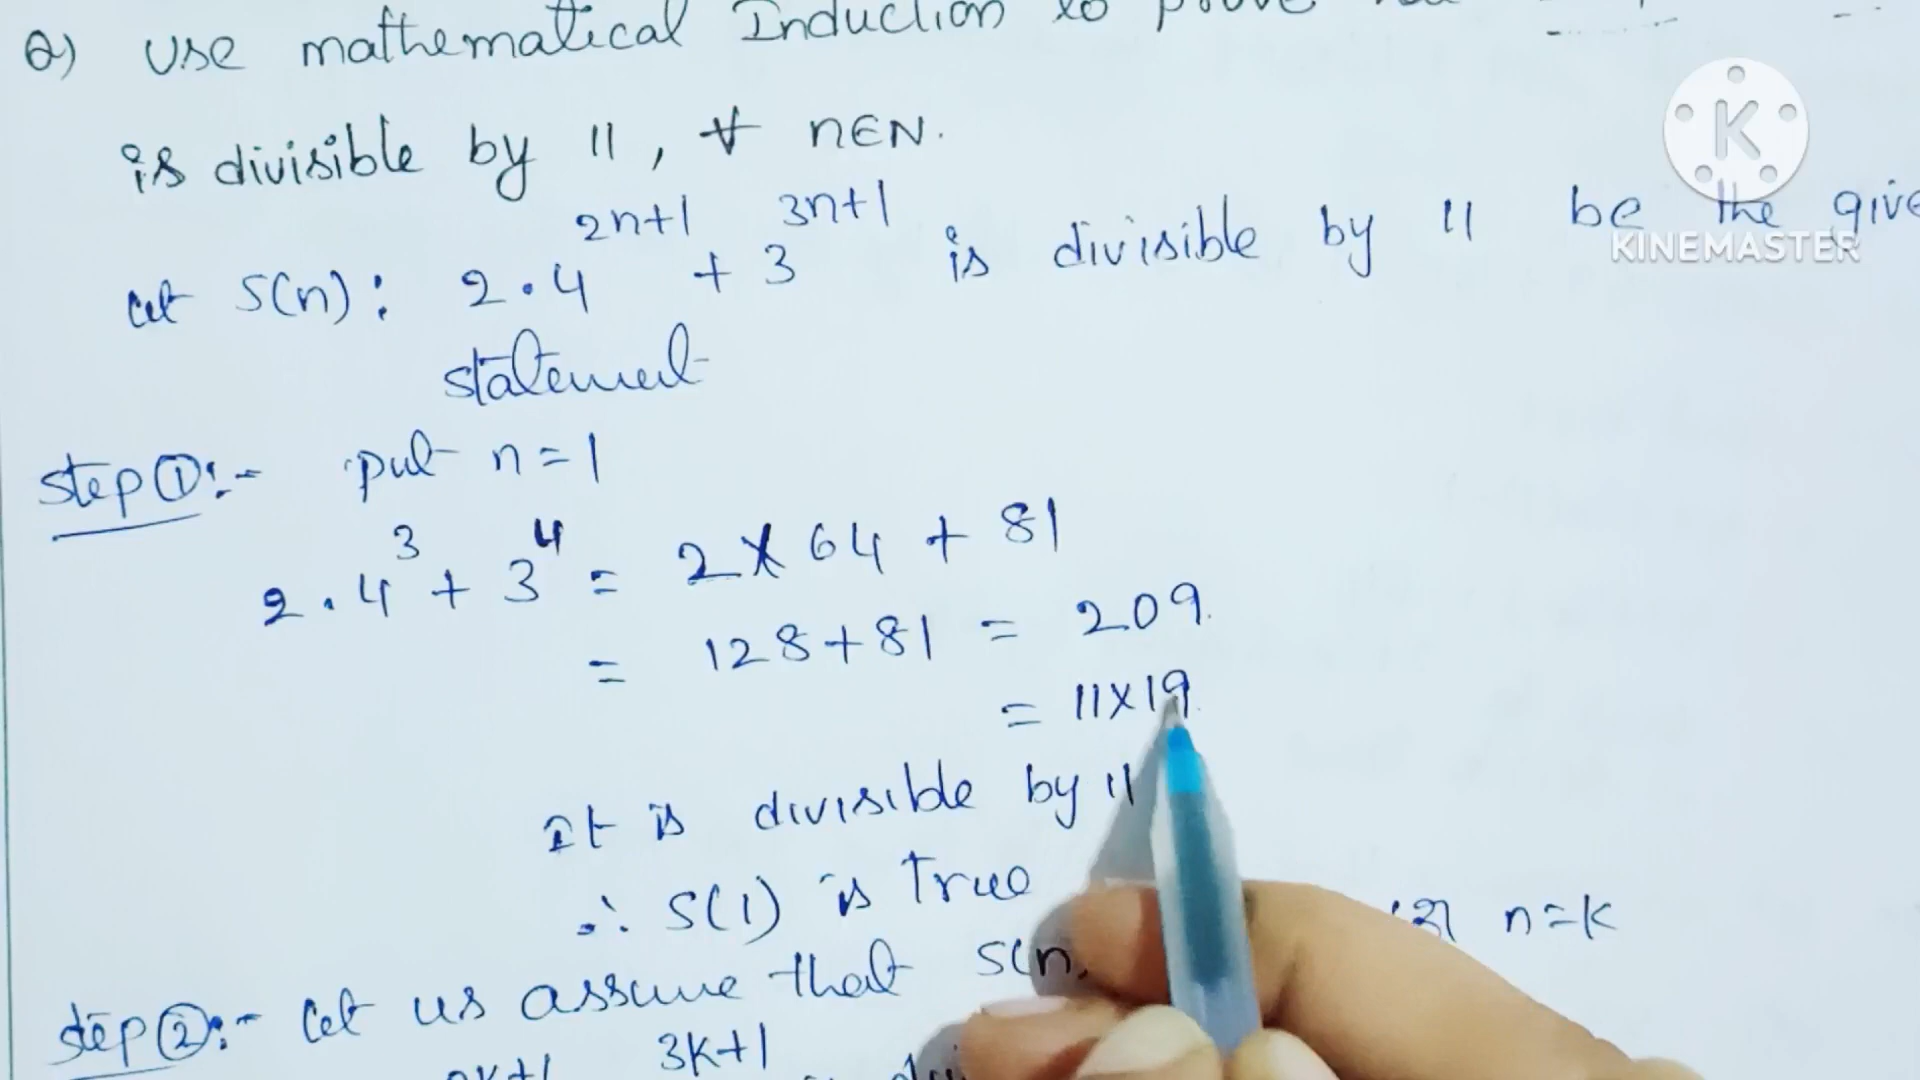 Q) Use mathematical Induction to prove
is divisible by 11, ∀ n∈N.
let S(n): 2·4^{2n+1} + 3^{3n+1} is divisible by 11 be the give
statement
KINEMASTER
Step ①:- put n=1
2·4^3 + 3^4 = 2×64 + 81
= 128+81 = 209.
= 11×19.
It is divisible by 11
∴ S(1) is True
Step ②:- let us assume that S(n) n=k
3k+1